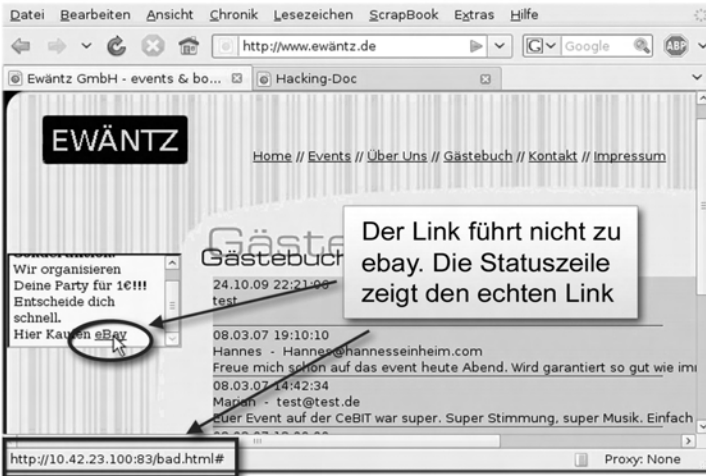 Datei Bearbeiten Ansicht Chronik Lesezeichen ScrapBook Extras Hilfe
http://www.ewäntz.de
G Google
ABP
Ewäntz GmbH - events & bo...
Hacking-Doc
EWÄNTZ
Home // Events // Über Uns // Gästebuch // Kontakt // Impressum
Gäste
Gästebuch
Der Link führt nicht zu
ebay. Die Statuszeile
zeigt den echten Link
Wir organisieren
Deine Party für 1€!!!
Entscheide dich
schnell.
Hier Kaufen eBay
24.10.09 22:21:06
test
08.03.07 19:10:10
Hannes - Hannes@hannesseinheim.com
Freue mich schon auf das event heute Abend. Wird garantiert so gut wie im
08.03.07 14:42:34
Marian - test@test.de
Euer Event auf der CeBIT war super. Super Stimmung, super Musik. Einfach
http://10.42.23.100:83/bad.html#
Proxy: None